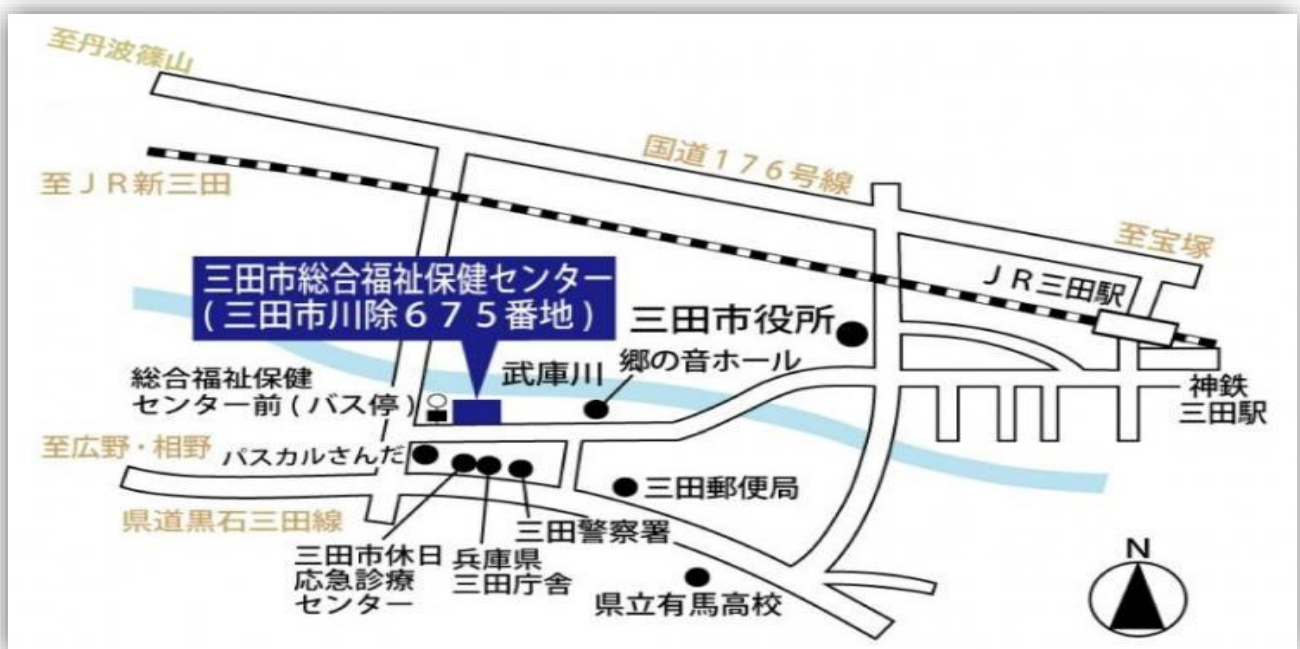 至丹波篠山
国道１７６号線
至ＪＲ新三田
至宝塚
ＪＲ三田駅
三田市総合福祉保健センター
(三田市川除６７５番地)
三田市役所
武庫川
郷の音ホール
総合福祉保健
センター前(バス停)
神鉄
三田駅
至広野・相野
パスカルさんだ
三田郵便局
県道黒石三田線
三田警察署
三田市休日
応急診療
センター
兵庫県
三田庁舎
県立有馬高校
N